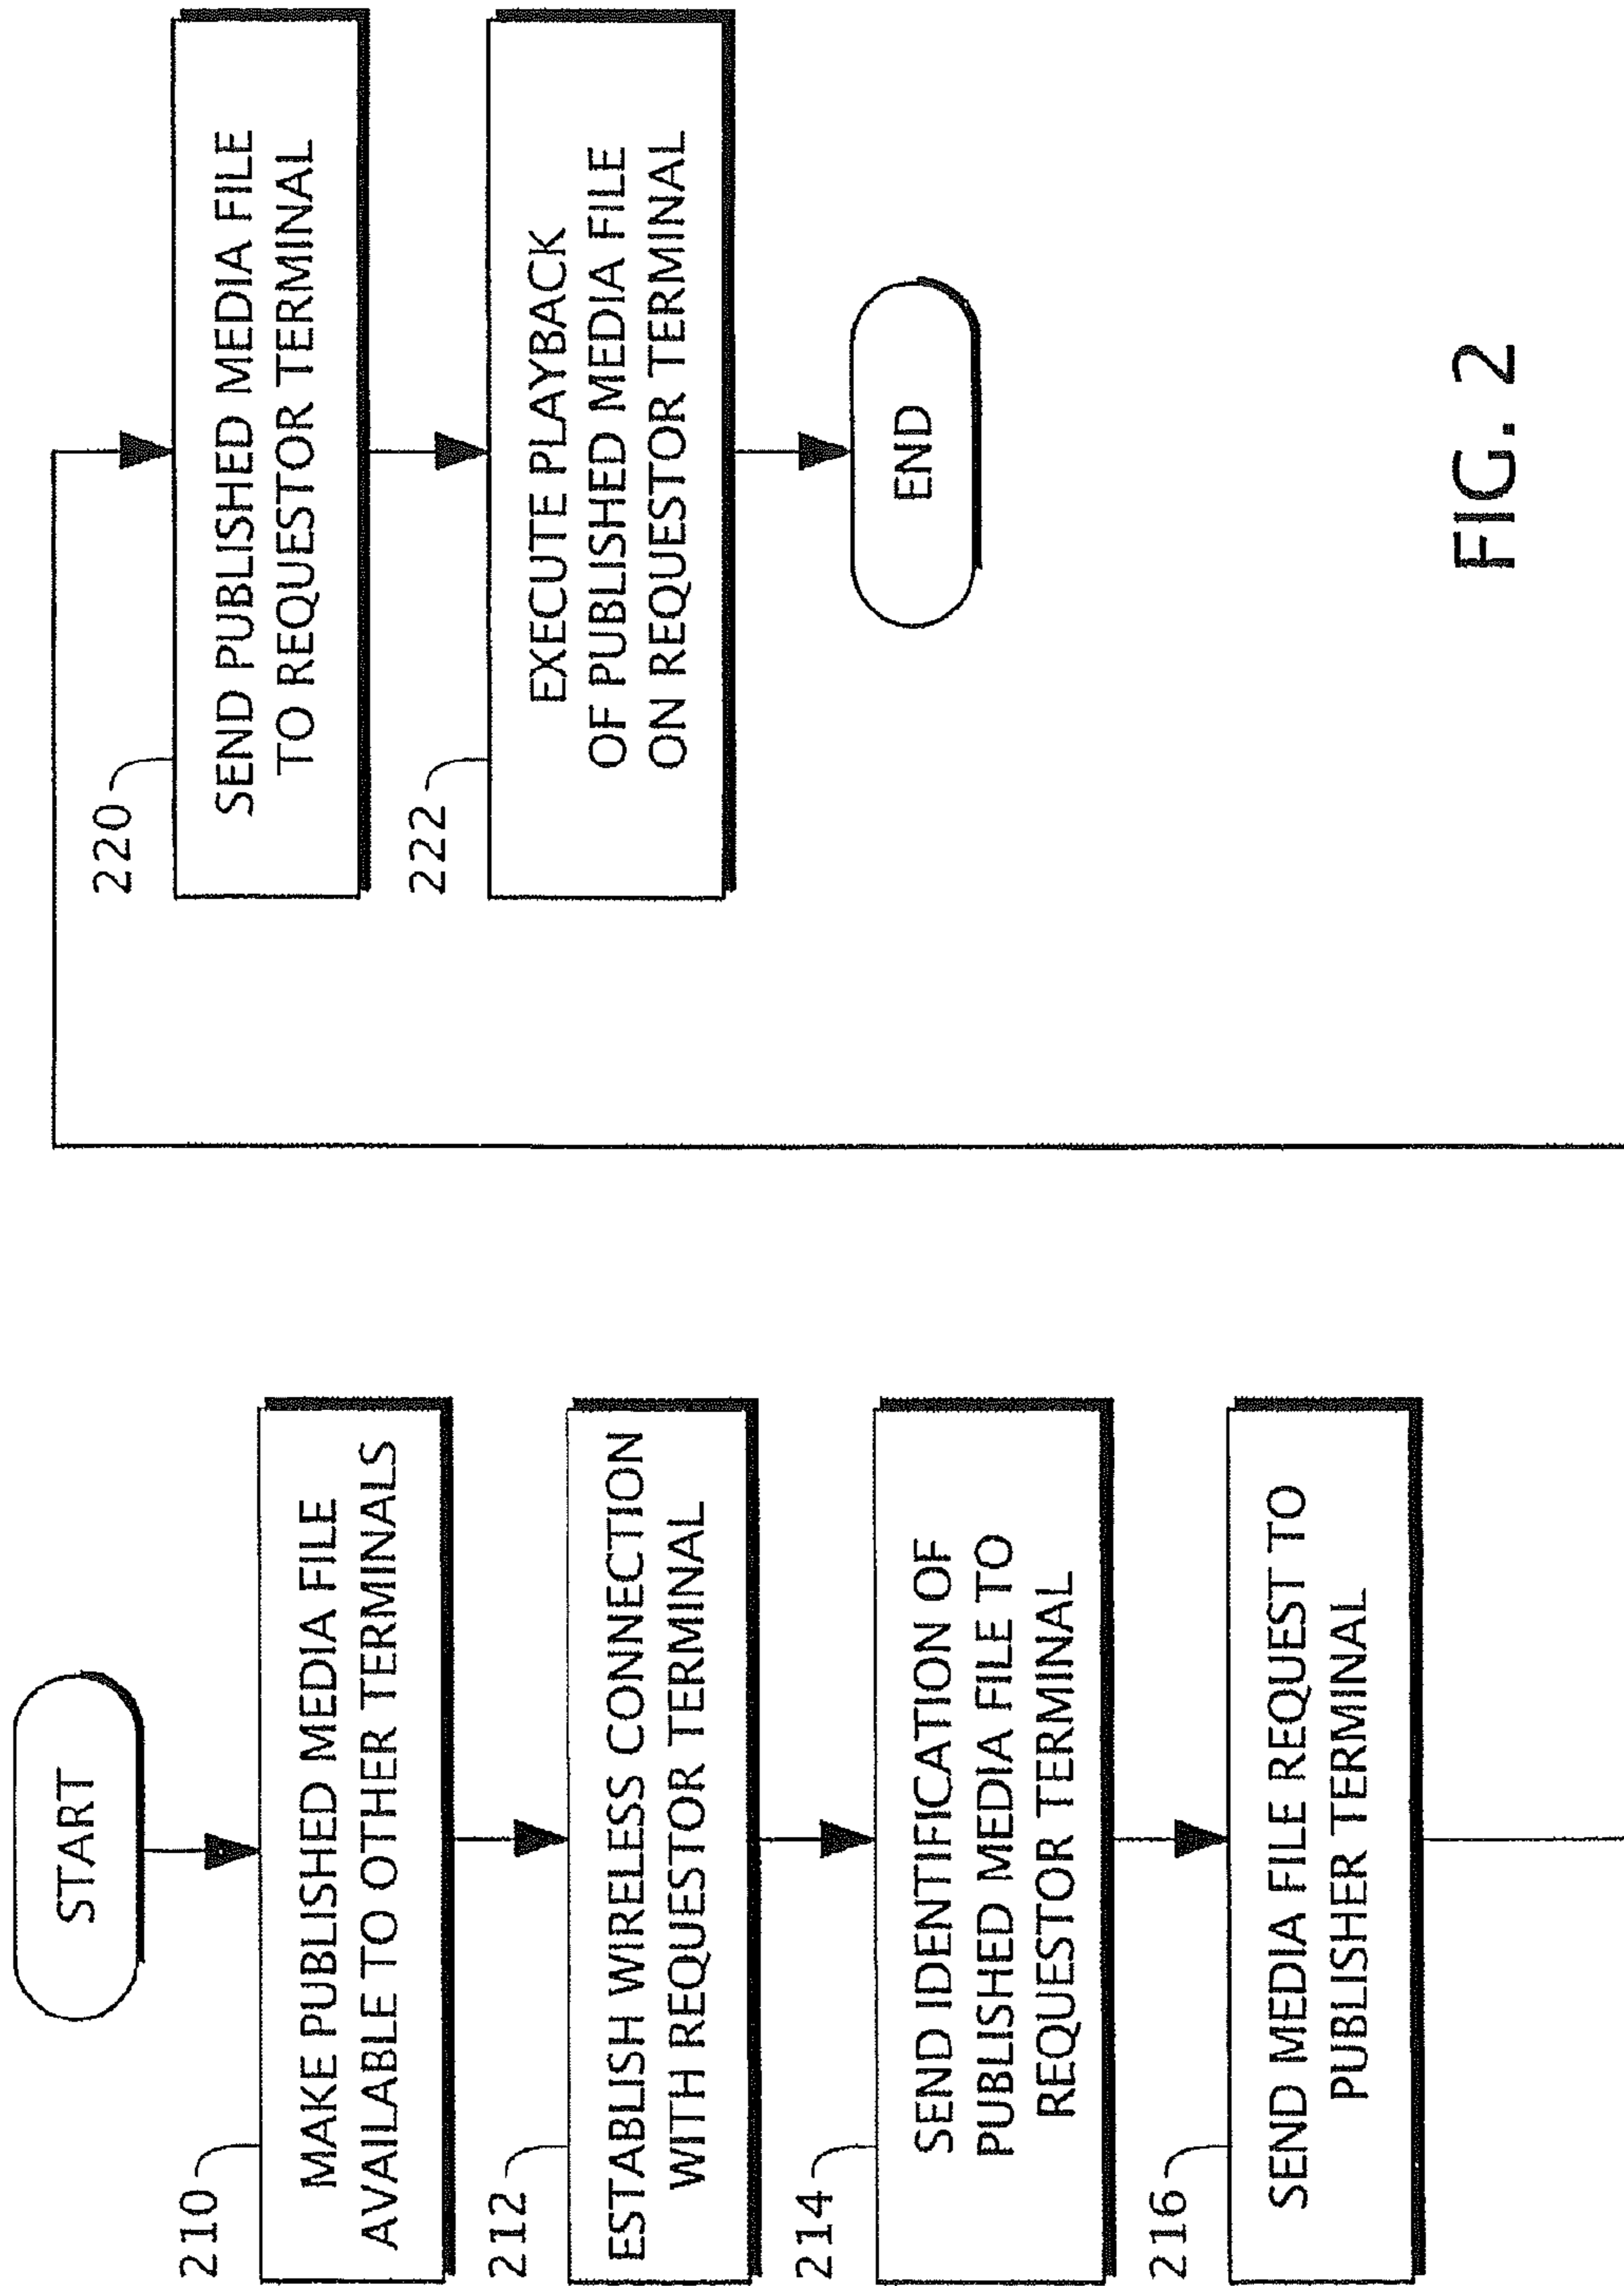 START
210
MAKE PUBLISHED MEDIA FILE
AVAILABLE TO OTHER TERMINALS
212
ESTABLISH WIRELESS CONNECTION
WITH REQUESTOR TERMINAL
214
SEND IDENTIFICATION OF
PUBLISHED MEDIA FILE TO
REQUESTOR TERMINAL
216
SEND MEDIA FILE REQUEST TO
PUBLISHER TERMINAL
220
SEND PUBLISHED MEDIA FILE
TO REQUESTOR TERMINAL
222
EXECUTE PLAYBACK
OF PUBLISHED MEDIA FILE
ON REQUESTOR TERMINAL
END
FIG. 2